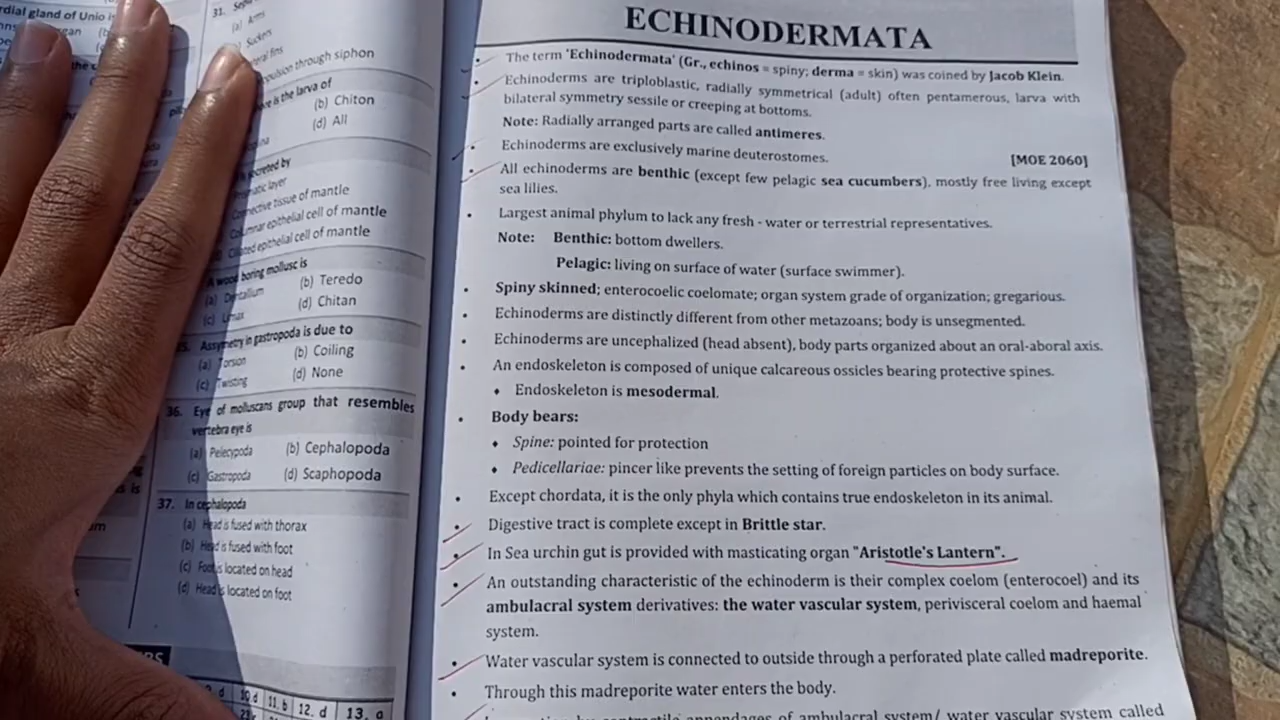 rdial gland of Unio i
gan
the c
31.
(a) Arms
Suckers
ropulsion through siphon
is the larva of
(b) Chiton
(d) All
secreted by
layer
Connective tissue of mantle
Columnar epithelial cell of mantle
Ciliated epithelial cell of mantle
A wood boring mollusc is
(a) Dentallium
(b) Teredo
(c) Limax
(d) Chitan
Assymetry in gastropoda is due to
(a) Torson
(b) Coiling
(c) Twisting
(d) None
36. Eye of molluscans group that resembles
vertebra eye is
(a) Pelecypoda
(b) Cephalopoda
(c) Gastropoda
(d) Scaphopoda
37. In cephalopoda
(a) Head is fused with thorax
(b) Head is fused with foot
(c) Foot is located on head
(d) Head is located on foot
10.d 11. b 12. d 13. a
ECHINODERMATA
• The term 'Echinodermata' (Gr., echinos = spiny; derma = skin) was coined by Jacob Klein.
• Echinoderms are triploblastic, radially symmetrical (adult) often pentamerous, larva with
bilateral symmetry sessile or creeping at bottoms.
Note: Radially arranged parts are called antimeres.
• Echinoderms are exclusively marine deuterostomes. [MOE 2060]
• All echinoderms are benthic (except few pelagic sea cucumbers), mostly free living except
sea lilies.
• Largest animal phylum to lack any fresh - water or terrestrial representatives.
Note: Benthic: bottom dwellers.
Pelagic: living on surface of water (surface swimmer).
• Spiny skinned; enterocoelic coelomate; organ system grade of organization; gregarious.
• Echinoderms are distinctly different from other metazoans; body is unsegmented.
• Echinoderms are uncephalized (head absent), body parts organized about an oral-aboral axis.
• An endoskeleton is composed of unique calcareous ossicles bearing protective spines.
♦ Endoskeleton is mesodermal.
• Body bears:
♦ Spine: pointed for protection
♦ Pedicellariae: pincer like prevents the setting of foreign particles on body surface.
• Except chordata, it is the only phyla which contains true endoskeleton in its animal.
• Digestive tract is complete except in Brittle star.
• In Sea urchin gut is provided with masticating organ "Aristotle's Lantern".
• An outstanding characteristic of the echinoderm is their complex coelom (enterocoel) and its
ambulacral system derivatives: the water vascular system, perivisceral coelom and haemal
system.
• Water vascular system is connected to outside through a perforated plate called madreporite.
• Through this madreporite water enters the body.
by contractile appendages of ambulacral system/ water vascular system called